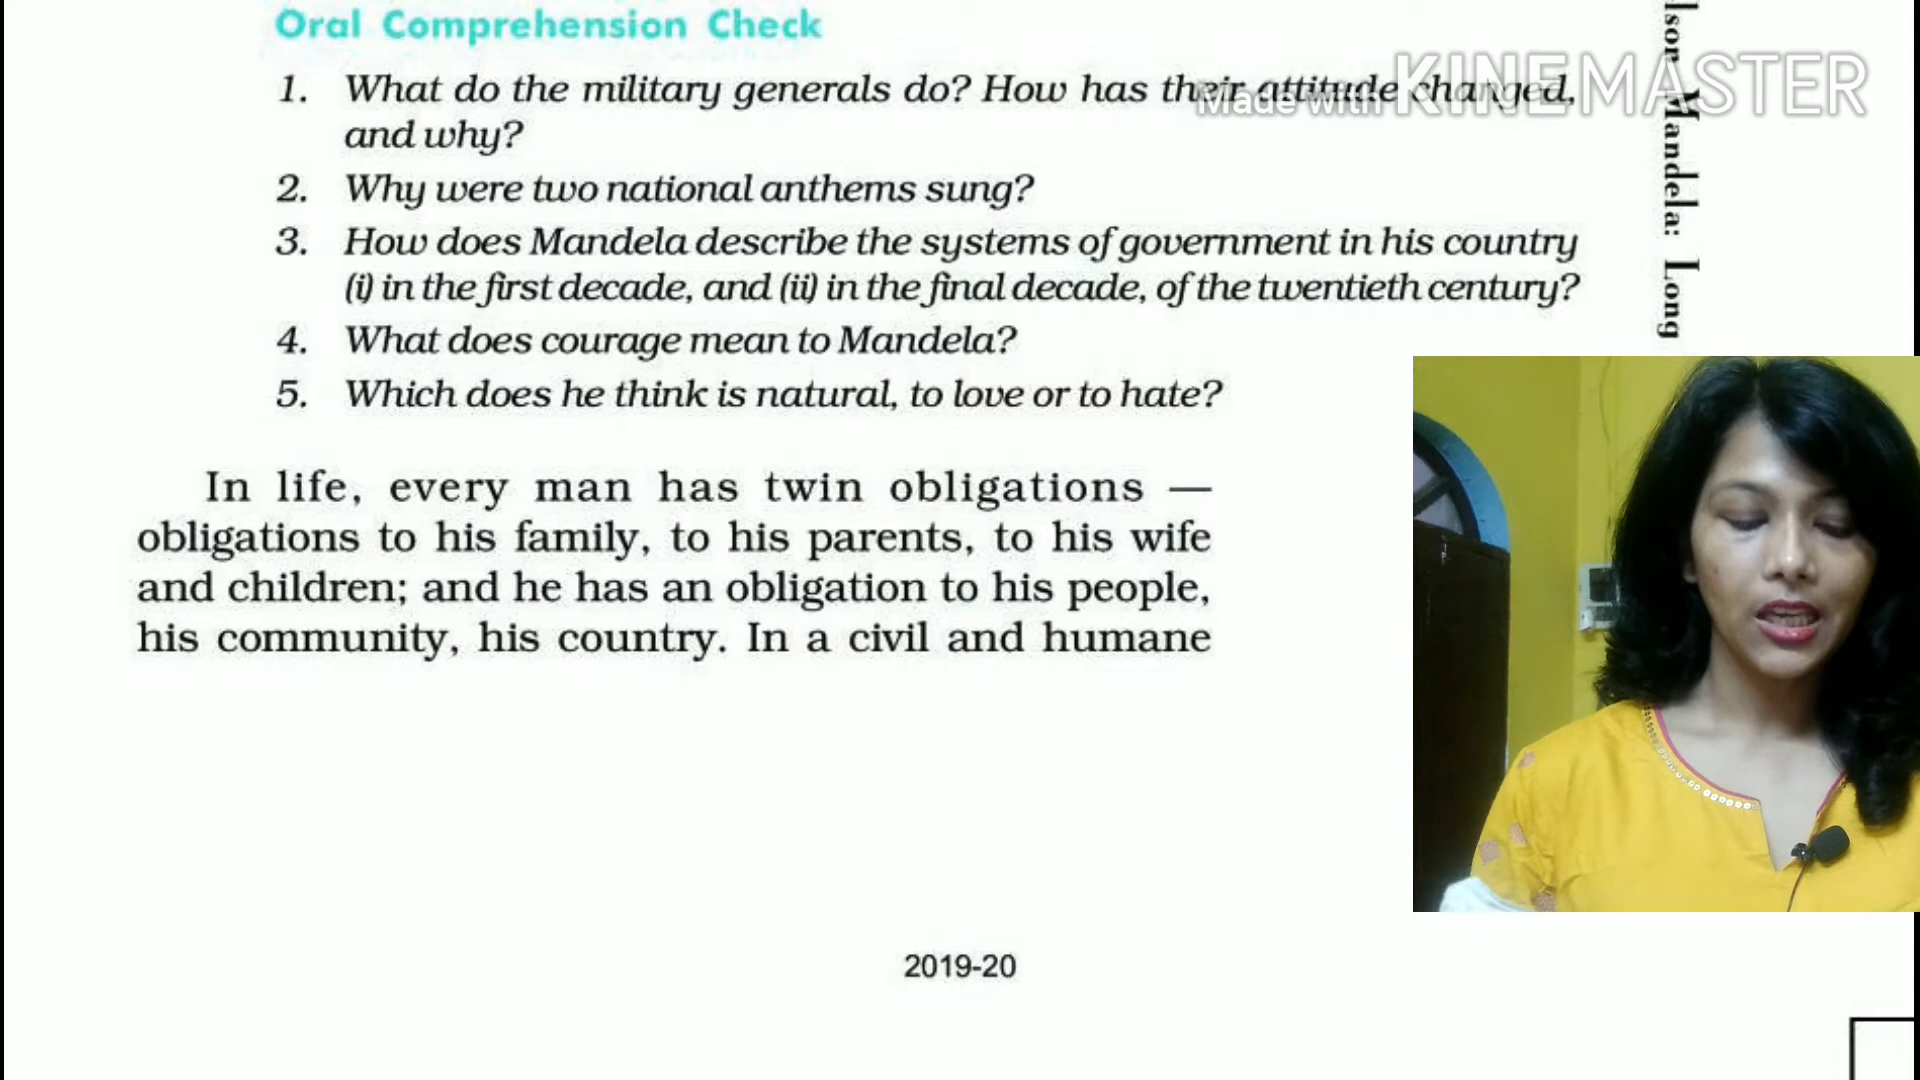 Oral Comprehension Check
1. What do the military generals do? How has their attitude changed,
and why?
2. Why were two national anthems sung?
3. How does Mandela describe the systems of government in his country
(i) in the first decade, and (ii) in the final decade, of the twentieth century?
4. What does courage mean to Mandela?
5. Which does he think is natural, to love or to hate?
In life, every man has twin obligations —
obligations to his family, to his parents, to his wife
and children; and he has an obligation to his people,
his community, his country. In a civil and humane
2019-20
Made with KINEMASTER
lson Mandela: Long